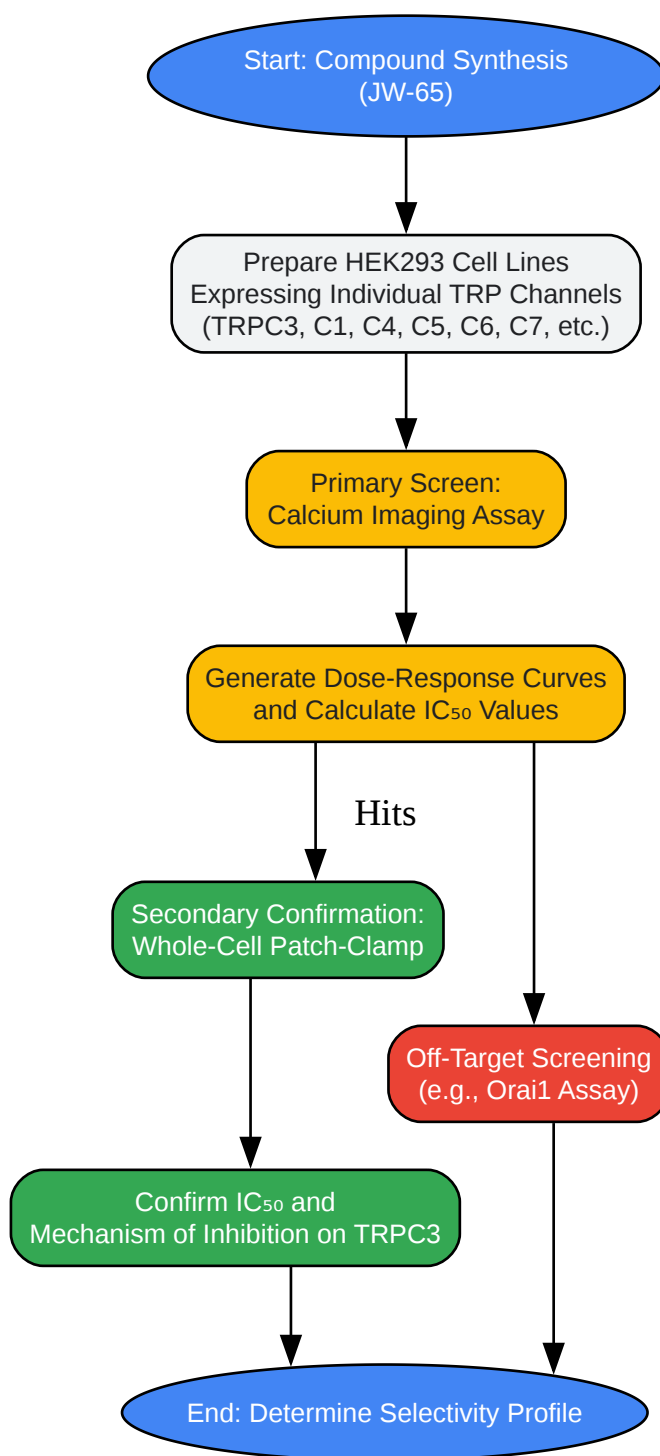 Start: Compound Synthesis
(JW-65)
Prepare HEK293 Cell Lines
Expressing Individual TRP Channels
(TRPC3, C1, C4, C5, C6, C7, etc.)
Primary Screen:
Calcium Imaging Assay
Generate Dose-Response Curves
and Calculate IC₅₀ Values
Hits
Secondary Confirmation:
Whole-Cell Patch-Clamp
Off-Target Screening
(e.g., Orai1 Assay)
Confirm IC₅₀ and
Mechanism of Inhibition on TRPC3
End: Determine Selectivity Profile